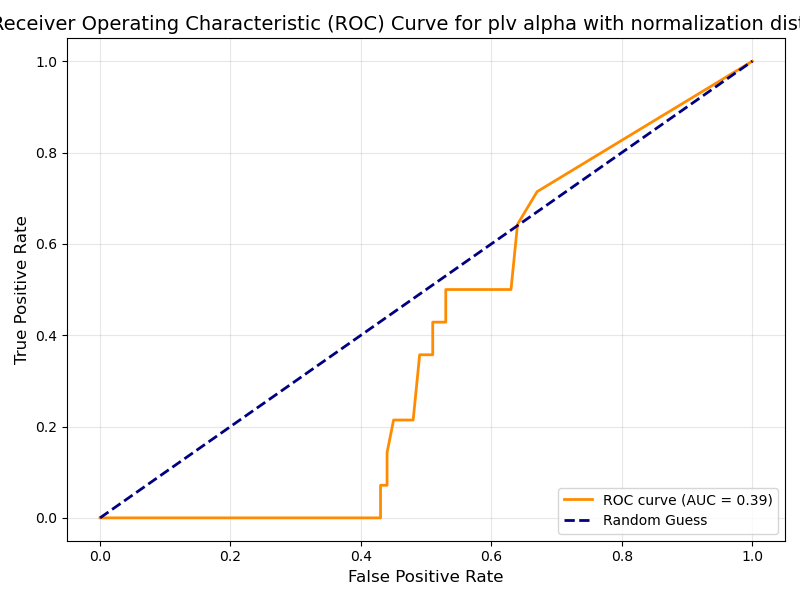 Receiver Operating Characteristic (ROC) Curve for plv alpha with normalization dist
1.0
0.8
0.6
0.4
0.2
0.0
True Positive Rate
ROC curve (AUC = 0.39)
Random Guess
0.0 0.2 0.4 0.6 0.8 1.0
False Positive Rate